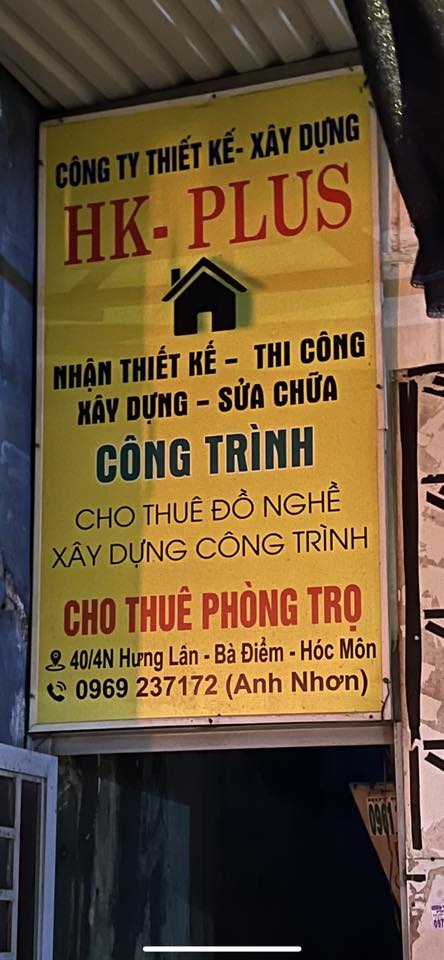 CÔNG TY THIẾT KẾ- XÂY DỰNG
HK- PLUS
NHẬN THIẾT KẾ – THI CÔNG
XÂY DỰNG – SỬA CHỮA
CÔNG TRÌNH
CHO THUÊ ĐỒ NGHỀ
XÂY DỰNG CÔNG TRÌNH
CHO THUÊ PHÒNG TRỌ
40/4N Hưng Lân - Bà Điểm - Hóc Môn
0969 237172 (Anh Nhơn)